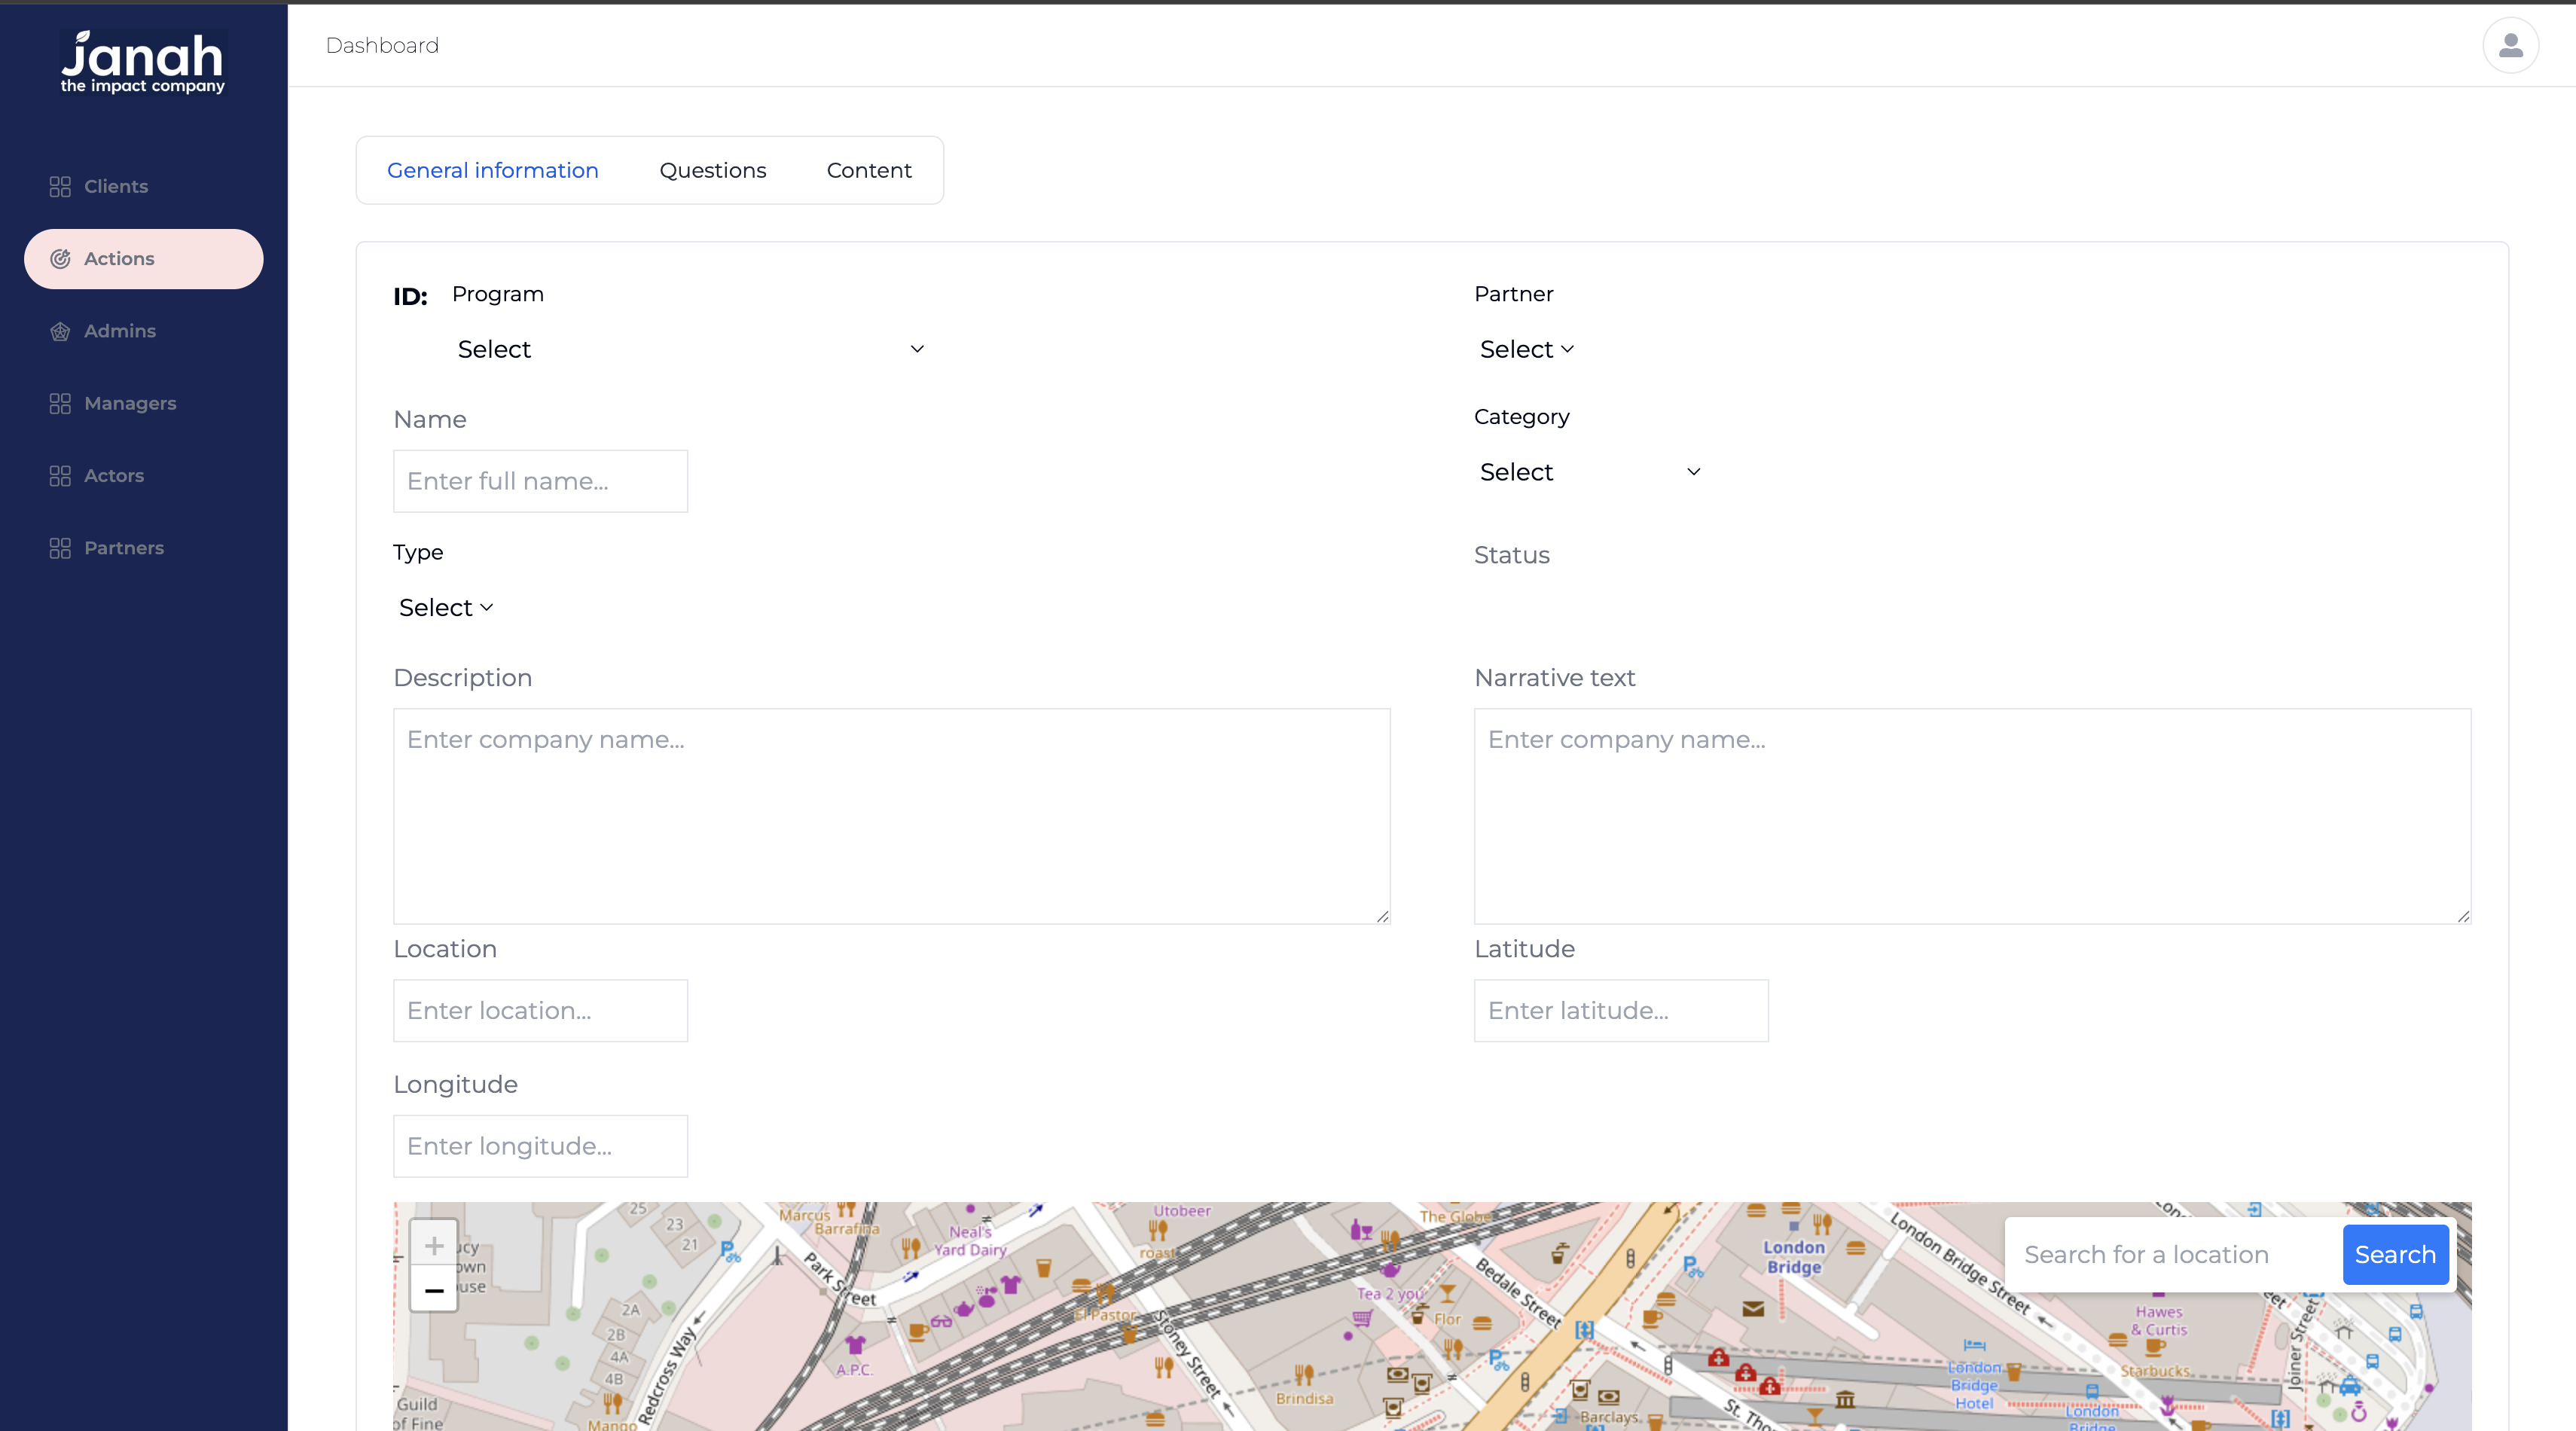 Janah
the impact company
Dashboard
Clients
Actions
Admins
Managers
Actors
Partners
General information
Questions
Content
ID:
Program
Select
Partner
Select
Name
Enter full name...
Category
Select
Type
Select
Status
Description
Enter company name...
Narrative text
Enter company name...
Location
Enter location...
Latitude
Enter latitude...
Longitude
Enter longitude...
+
−
Search for a location
Search
25
23
21
2A
2B
4A
4B
Marcus
Barrafina
Neal's
Yard Dairy
Utobeer
roast
The Globe
London
Bridge
London Bridge Street
Park Street
El Pastor
Stoney Street
Tea 2 you
Flor
Bedale Street
Hawes
& Curtis
Starbucks
Joiner Street
A.P.C.
Redcross Way
Brindisa
Barclays
London
Bridge
Hotel
London
Bridge
Guild
of Fine
Mango